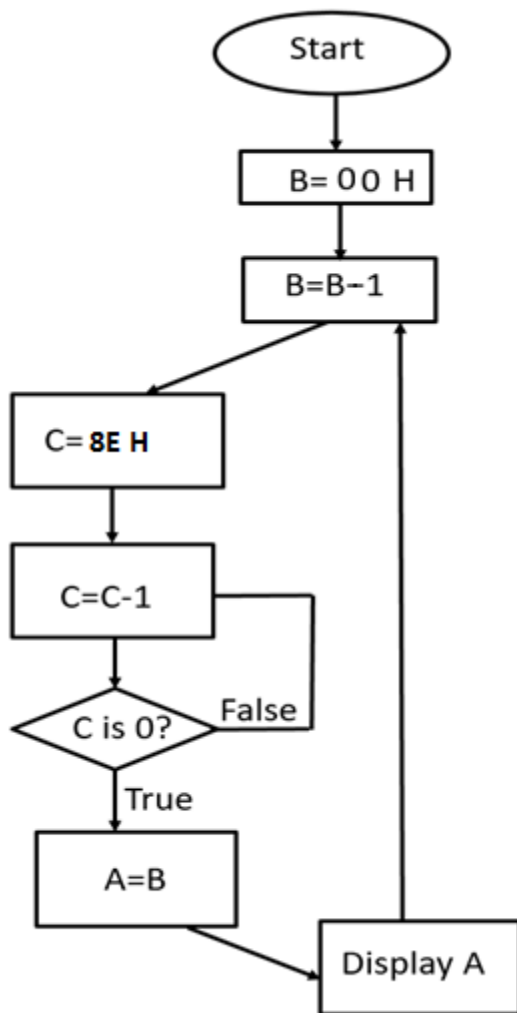 Start
B= 00 H
B=B-1
C= 8E H
C=C-1
C is 0?
False
True
A=B
Display A